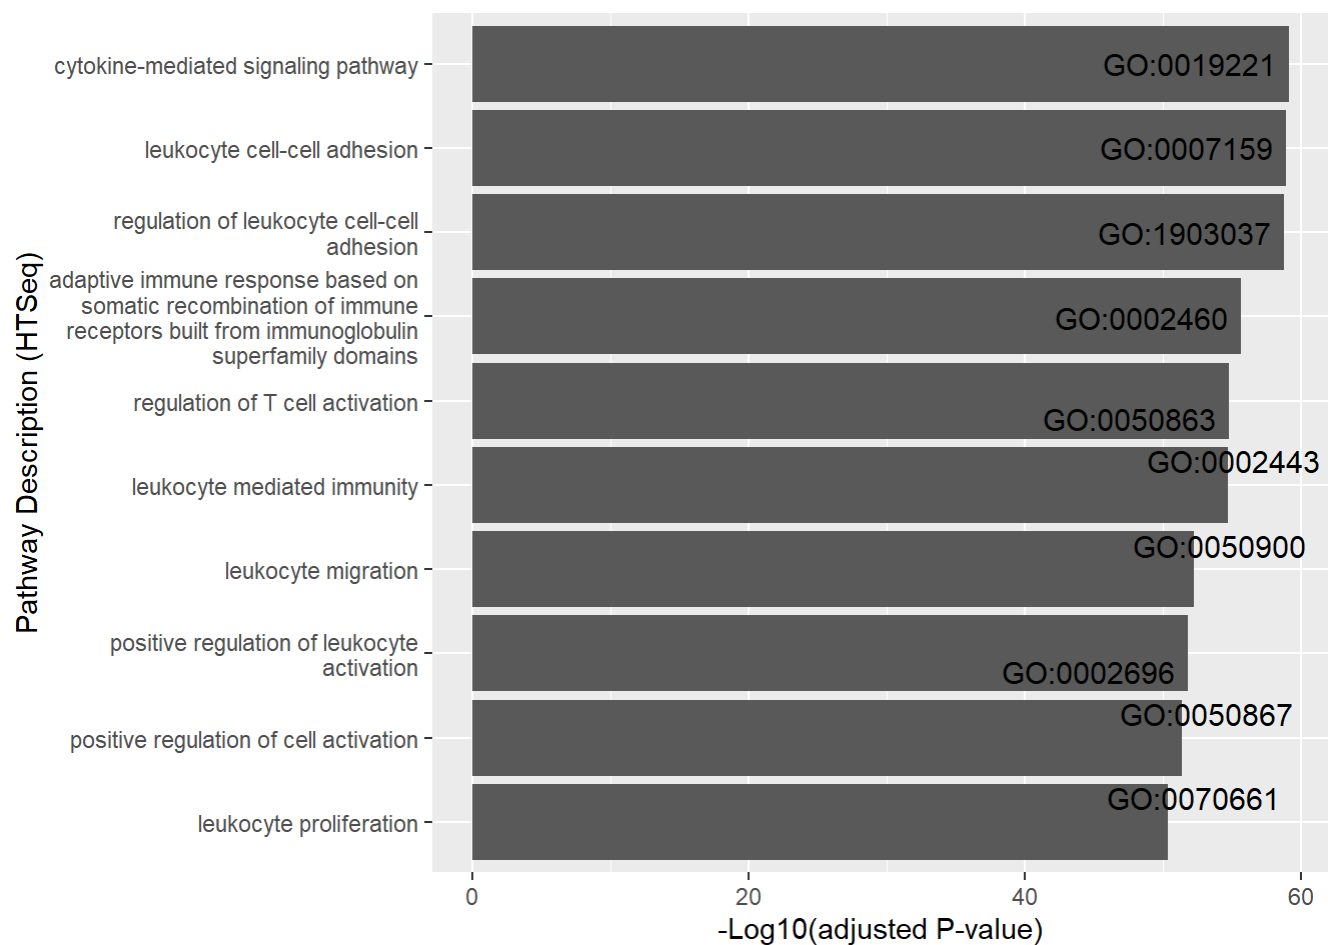 cytokine-mediated signaling pathway
GO:0019221
leukocyte cell-cell adhesion
GO:0007159
regulation of leukocyte cell-cell
adhesion
GO:1903037
adaptive immune response based on
somatic recombination of immune
receptors built from immunoglobulin
superfamily domains
GO:0002460
regulation of T cell activation
GO:0050863
leukocyte mediated immunity
GO:0002443
leukocyte migration
GO:0050900
positive regulation of leukocyte
activation
GO:0002696
positive regulation of cell activation
GO:0050867
leukocyte proliferation
GO:0070661
Pathway Description (HTSeq)
0
20
40
60
-Log10(adjusted P-value)